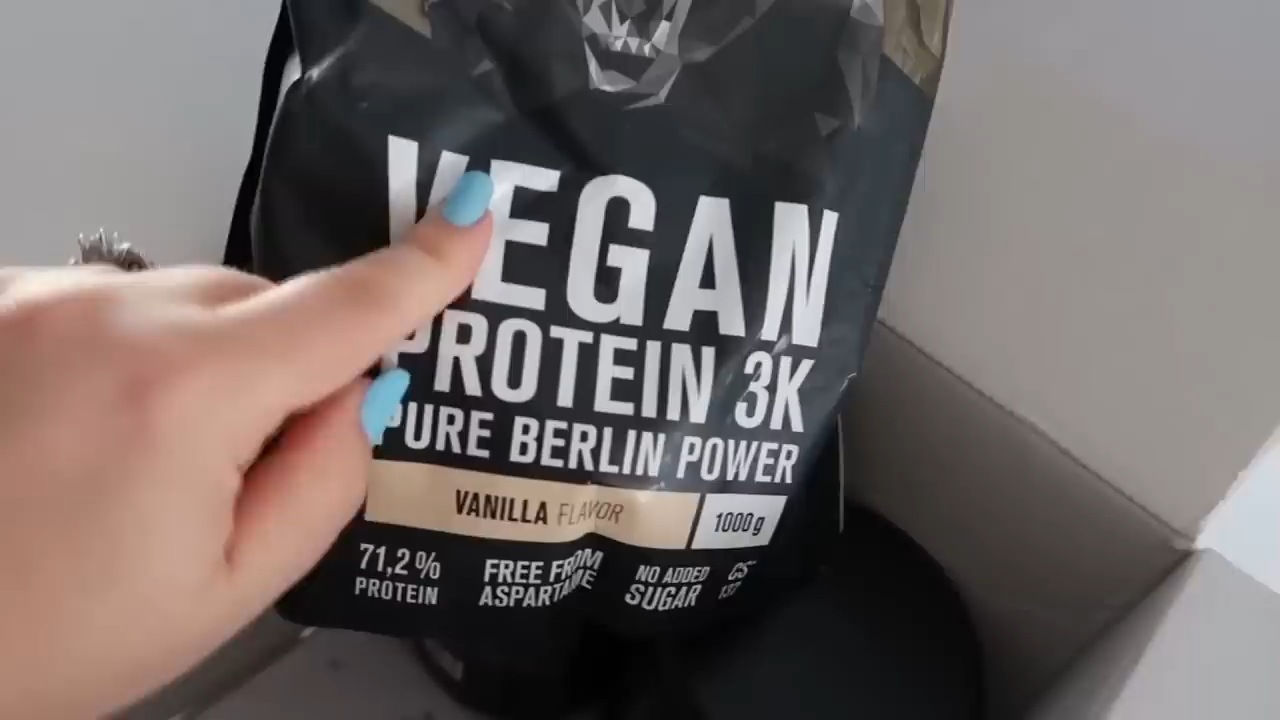 VEGAN
PROTEIN 3K
PURE BERLIN POWER
VANILLA FLAVOR
1000g
71,2%
PROTEIN
FREE FROM
ASPARTAME
NO ADDED
SUGAR